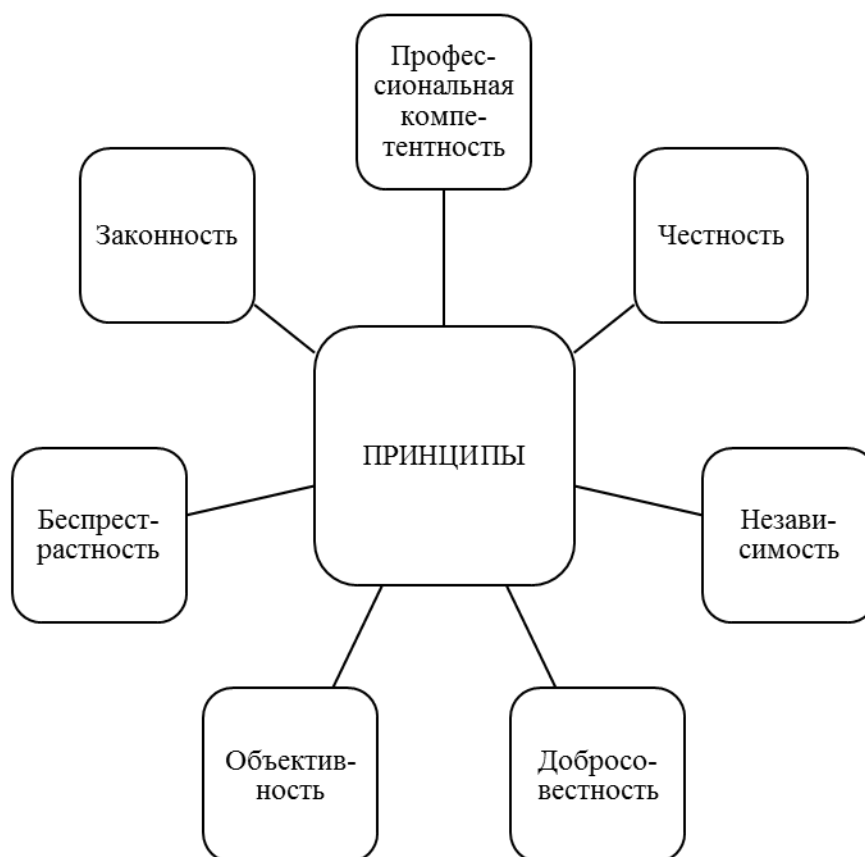 Профес-
сиональная
компе-
тентность
Законность
Честность
ПРИНЦИПЫ
Беспрест-
растность
Незави-
симость
Объектив-
ность
Добросо-
вестность